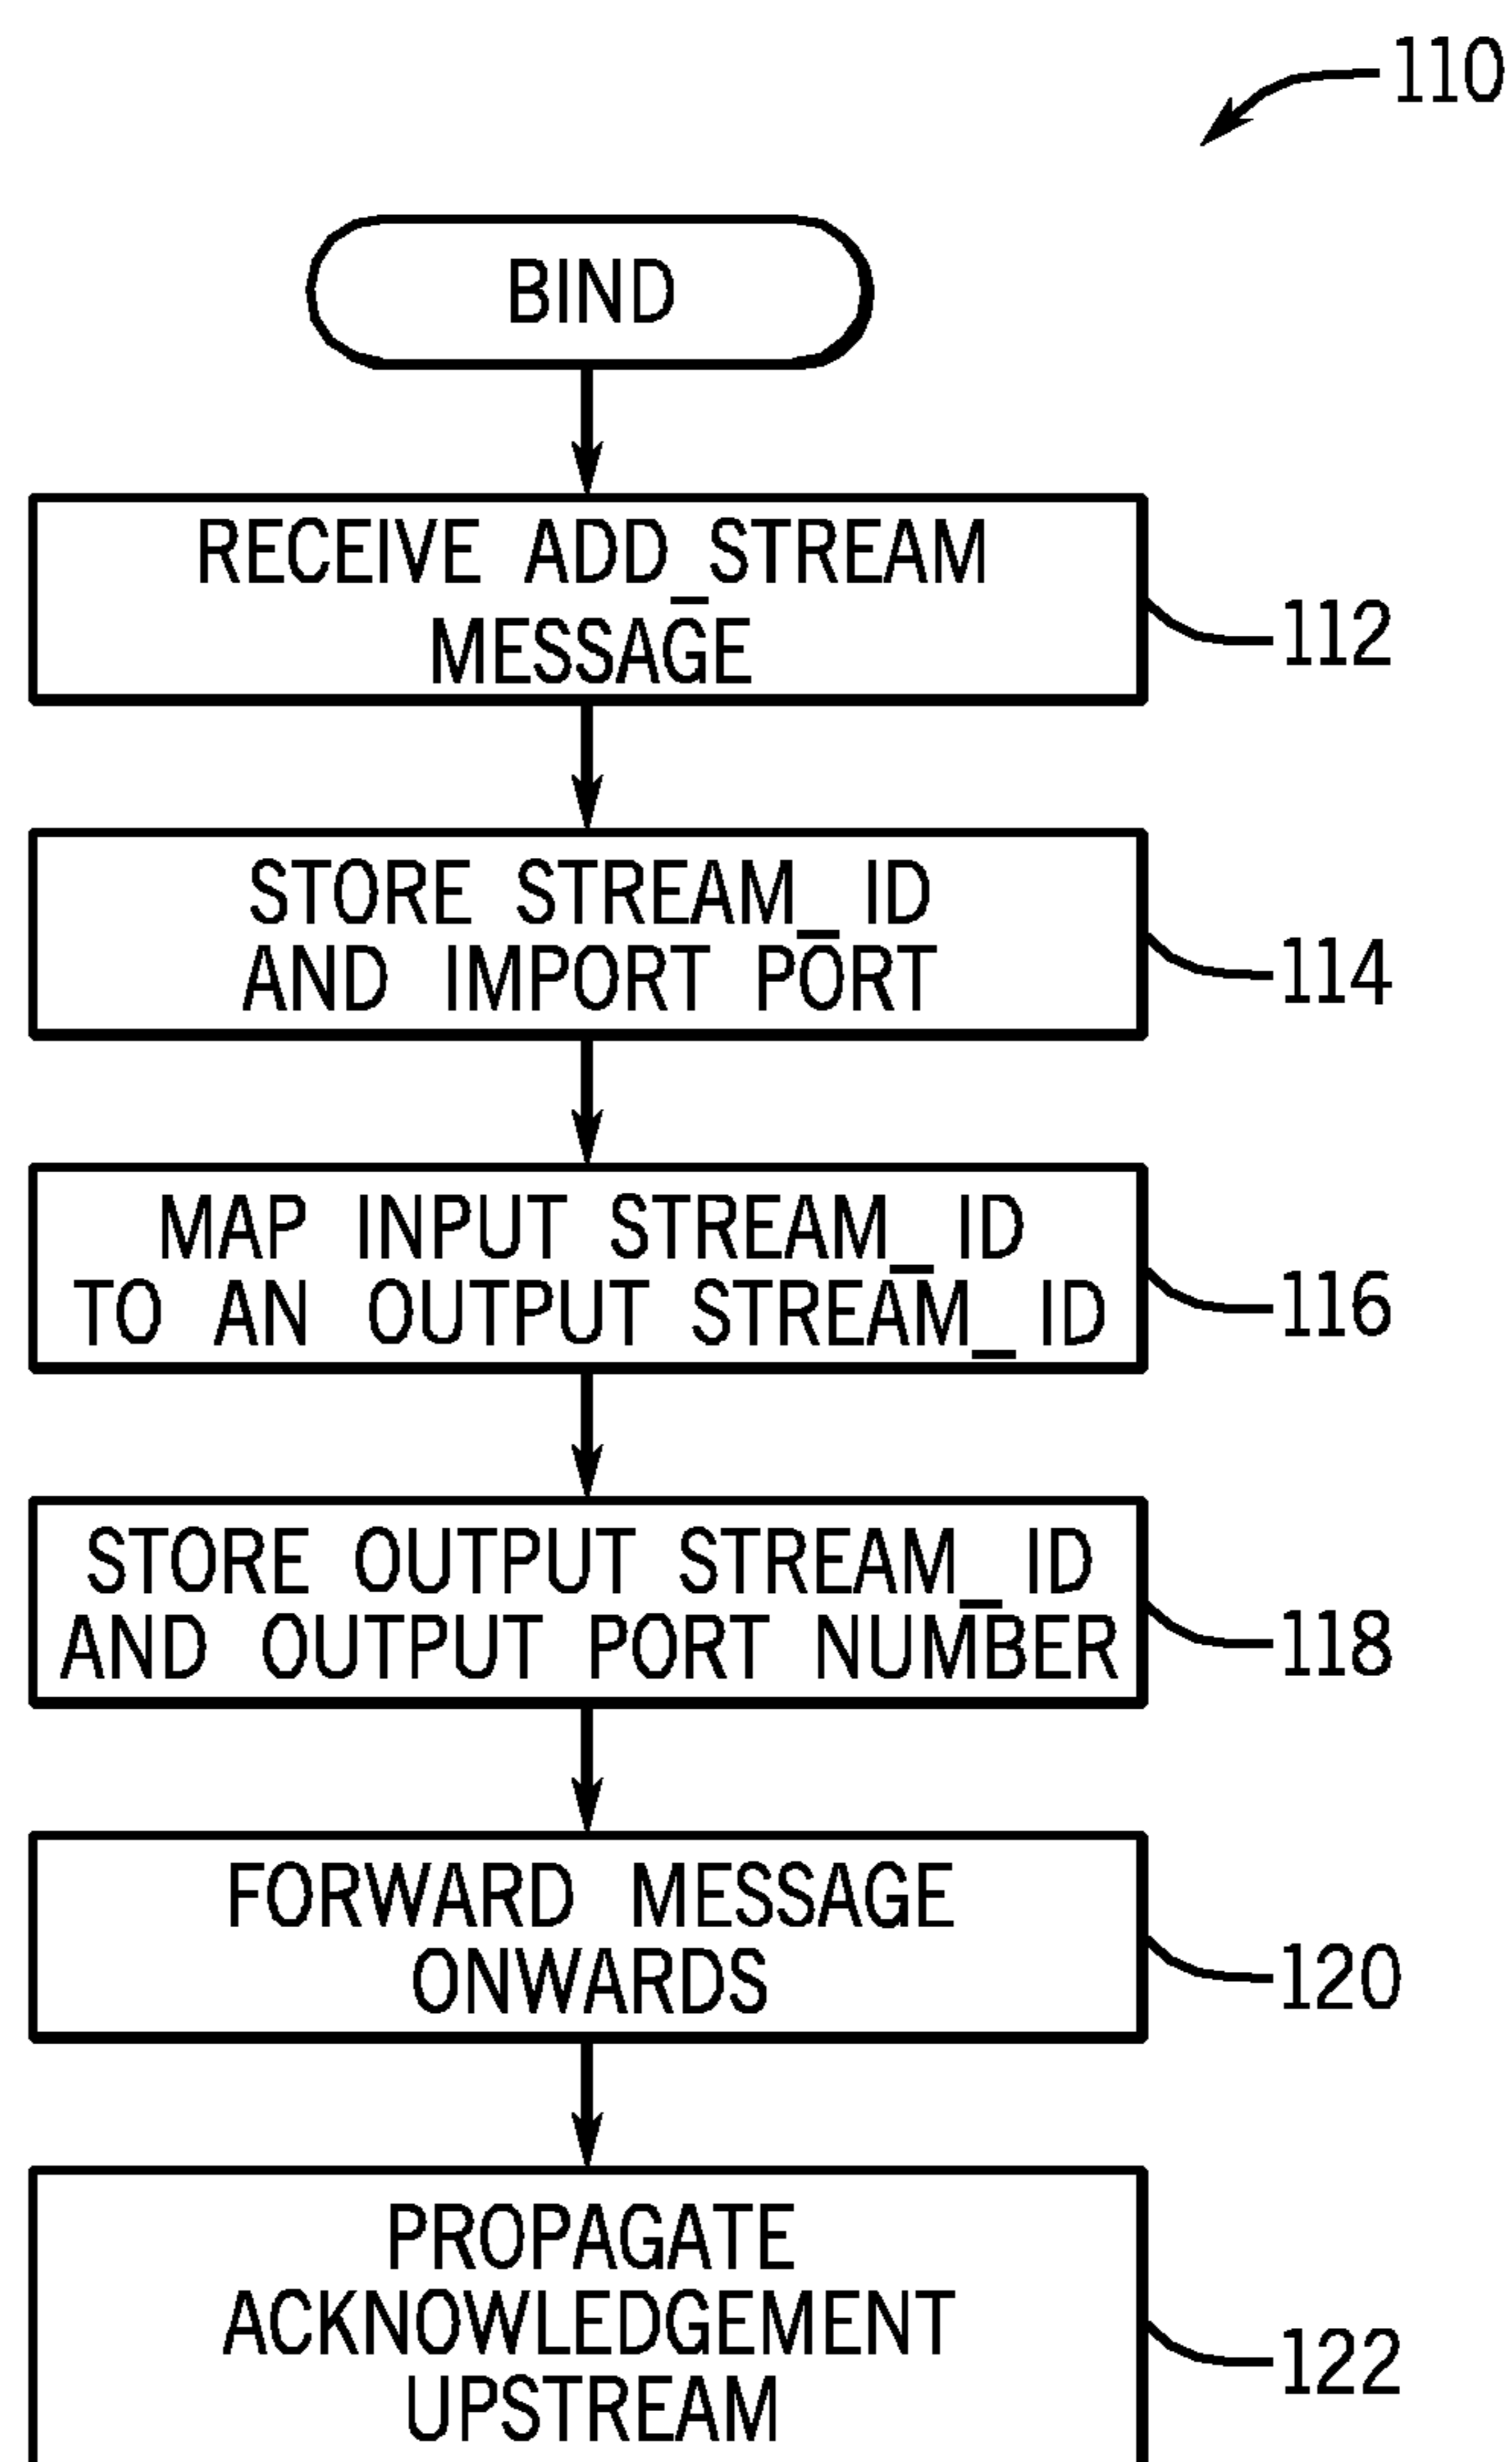 110
BIND
RECEIVE ADD_STREAM
MESSAGE
112
STORE STREAM_ID
AND IMPORT PORT
114
MAP INPUT STREAM_ID
TO AN OUTPUT STREAM_ID
116
STORE OUTPUT STREAM_ID
AND OUTPUT PORT NUMBER
118
FORWARD MESSAGE
ONWARDS
120
PROPAGATE
ACKNOWLEDGEMENT
UPSTREAM
122